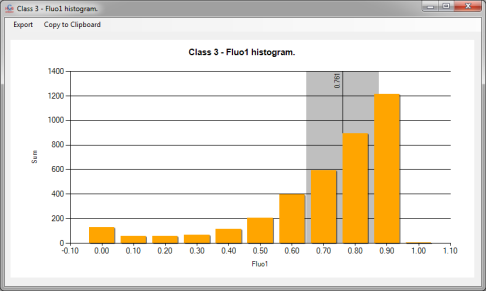 Class 3 - Fluo1 histogram.
Export Copy to Clipboard
Class 3 - Fluo1 histogram.
1400
1200
1000
800
600
400
200
0
Sum
0.761
-0.10 0.00 0.10 0.20 0.30 0.40 0.50 0.60 0.70 0.80 0.90 1.00 1.10
Fluo1